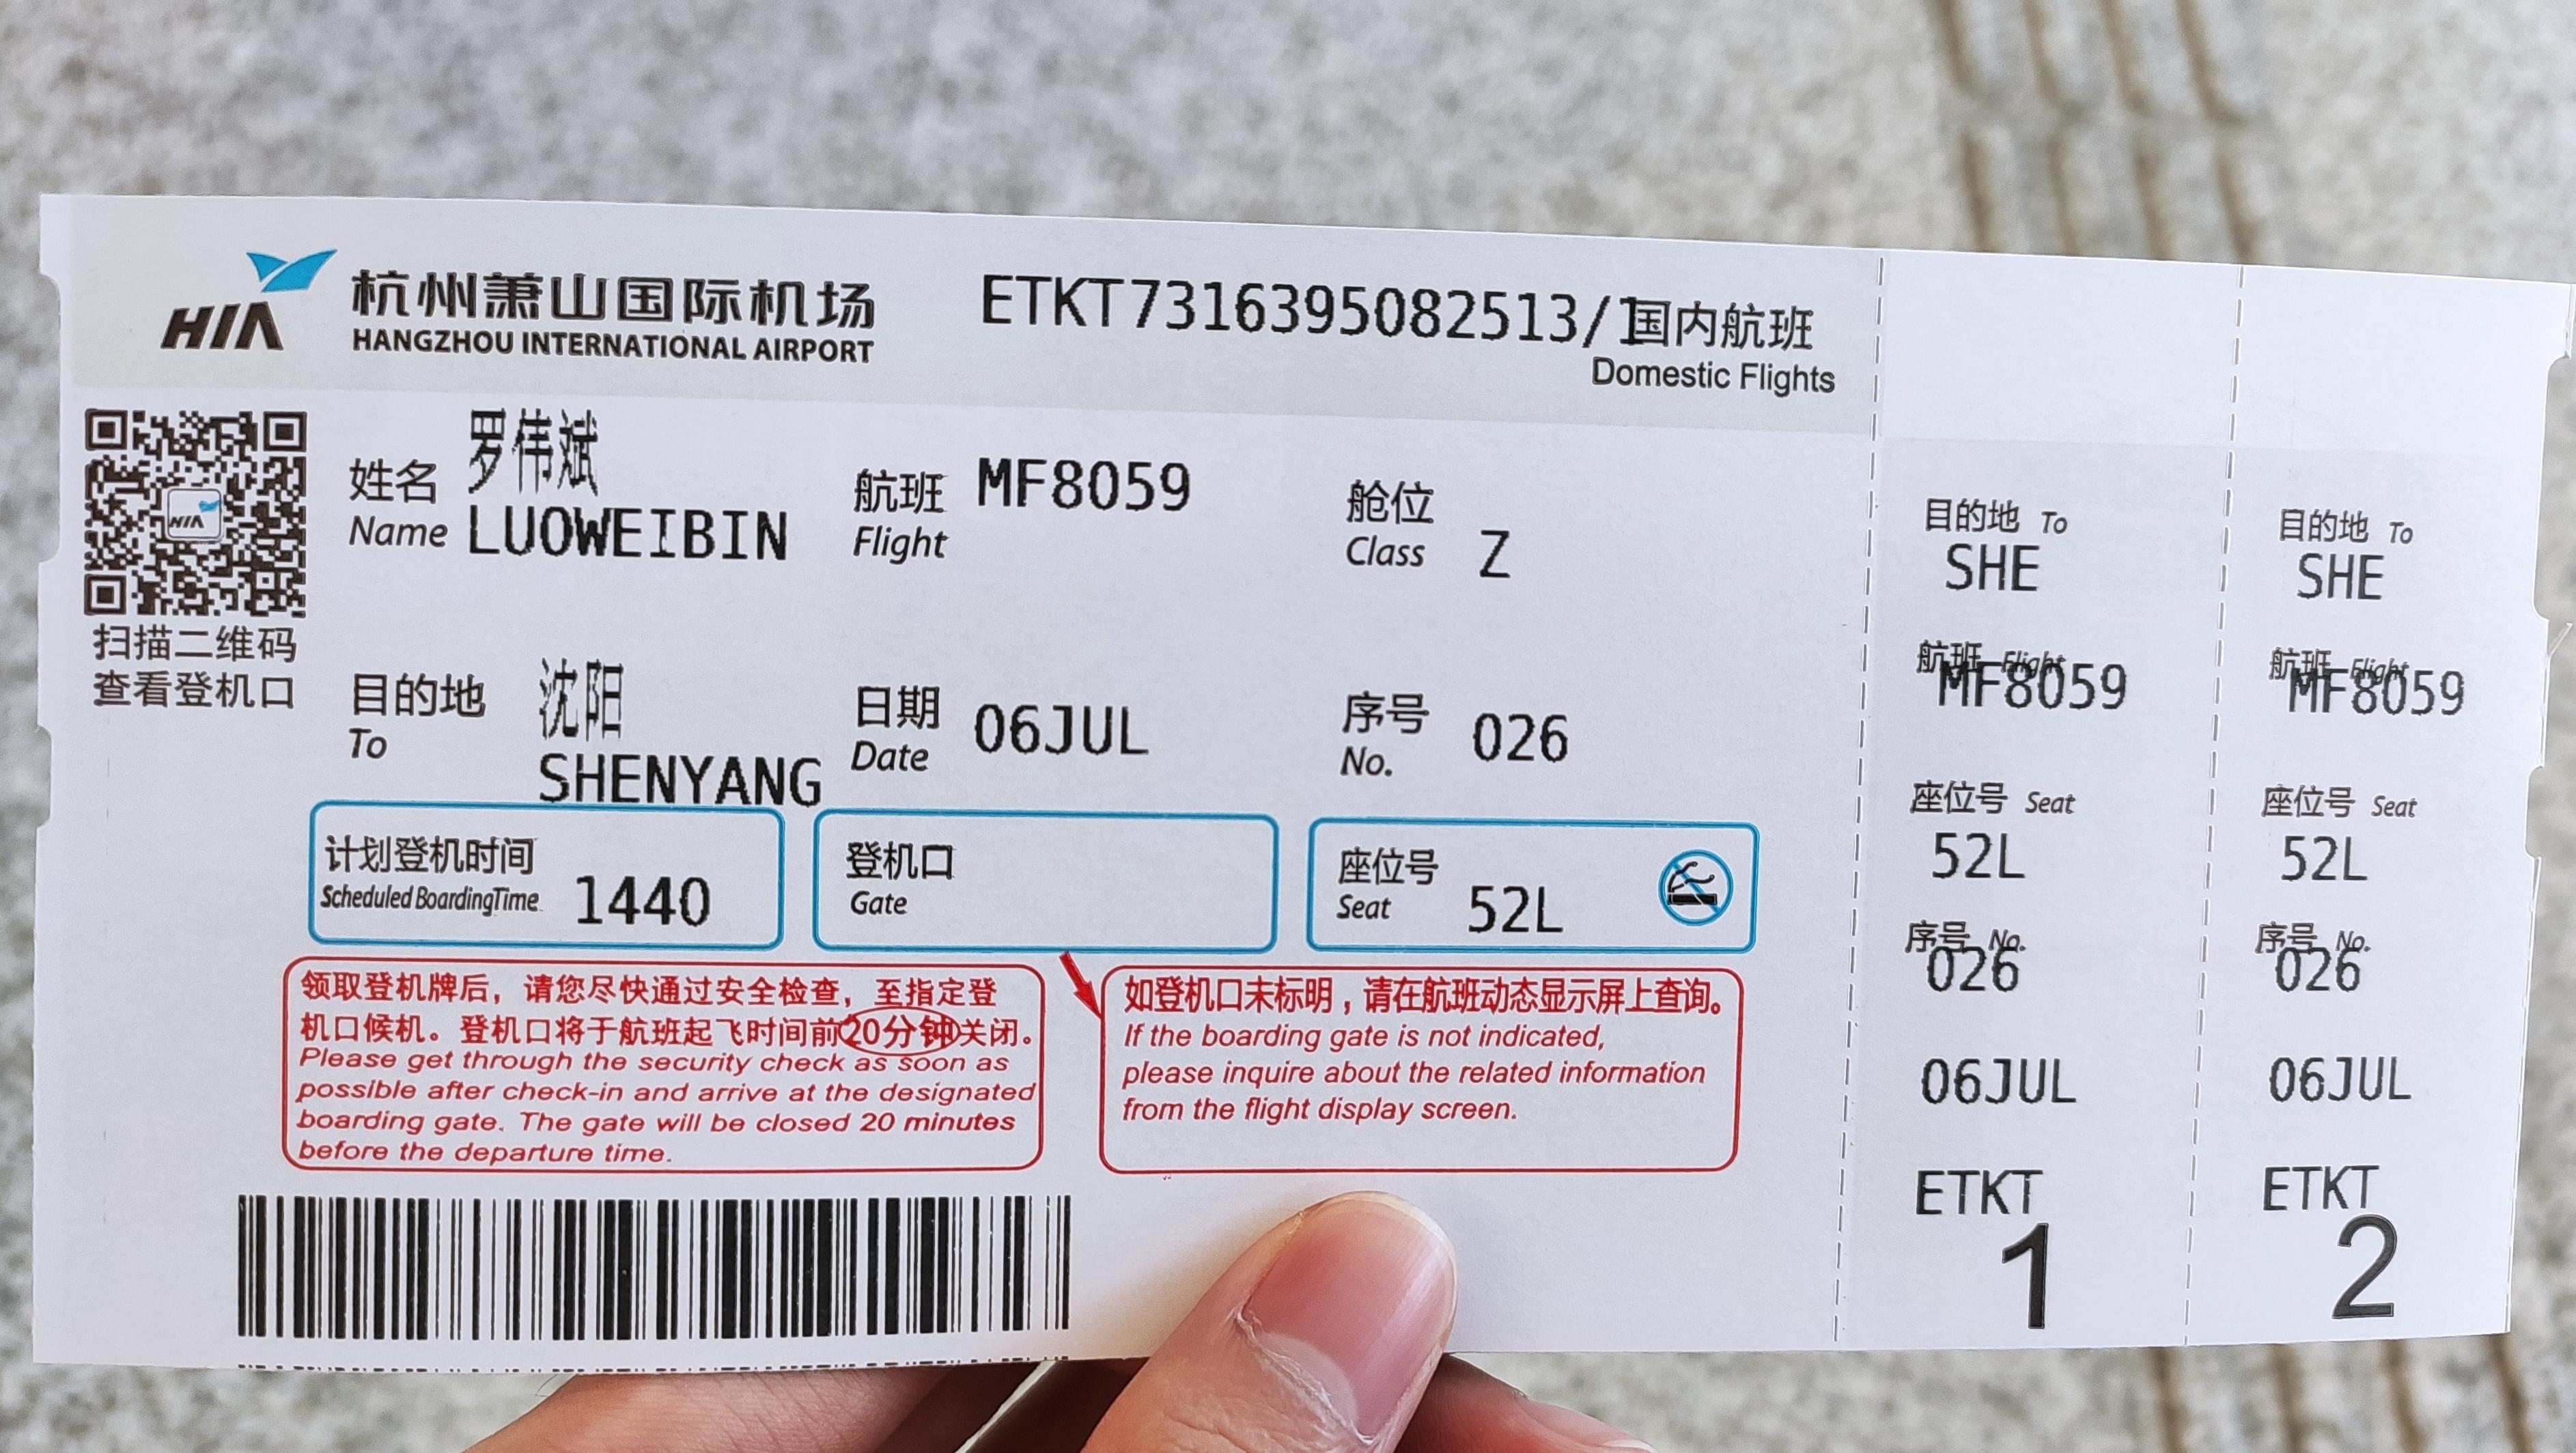 HIA 杭州萧山国际机场
HANGZHOU INTERNATIONAL AIRPORT
ETKT7316395082513/1
国内航班
Domestic Flights
HIA
扫描二维码
查看登机口
姓名 罗伟斌
Name LUOWEIBIN
航班 MF8059
Flight
舱位
Class Z
目的地 沈阳
To SHENYANG
日期 06JUL
Date
序号 026
No.
计划登机时间
Scheduled BoardingTime 1440
登机口
Gate
座位号
Seat 52L
领取登机牌后，请您尽快通过安全检查，至指定登
机口候机。登机口将于航班起飞时间前20分钟关闭。
Please get through the security check as soon as
possible after check-in and arrive at the designated
boarding gate. The gate will be closed 20 minutes
before the departure time.
如登机口未标明，请在航班动态显示屏上查询。
If the boarding gate is not indicated,
please inquire about the related information
from the flight display screen.
目的地 To
SHE
航班 Flight
MF8059
座位号 Seat
52L
序号 No.
026
06JUL
ETKT
1
目的地 To
SHE
航班 Flight
MF8059
座位号 Seat
52L
序号 No.
026
06JUL
ETKT
2